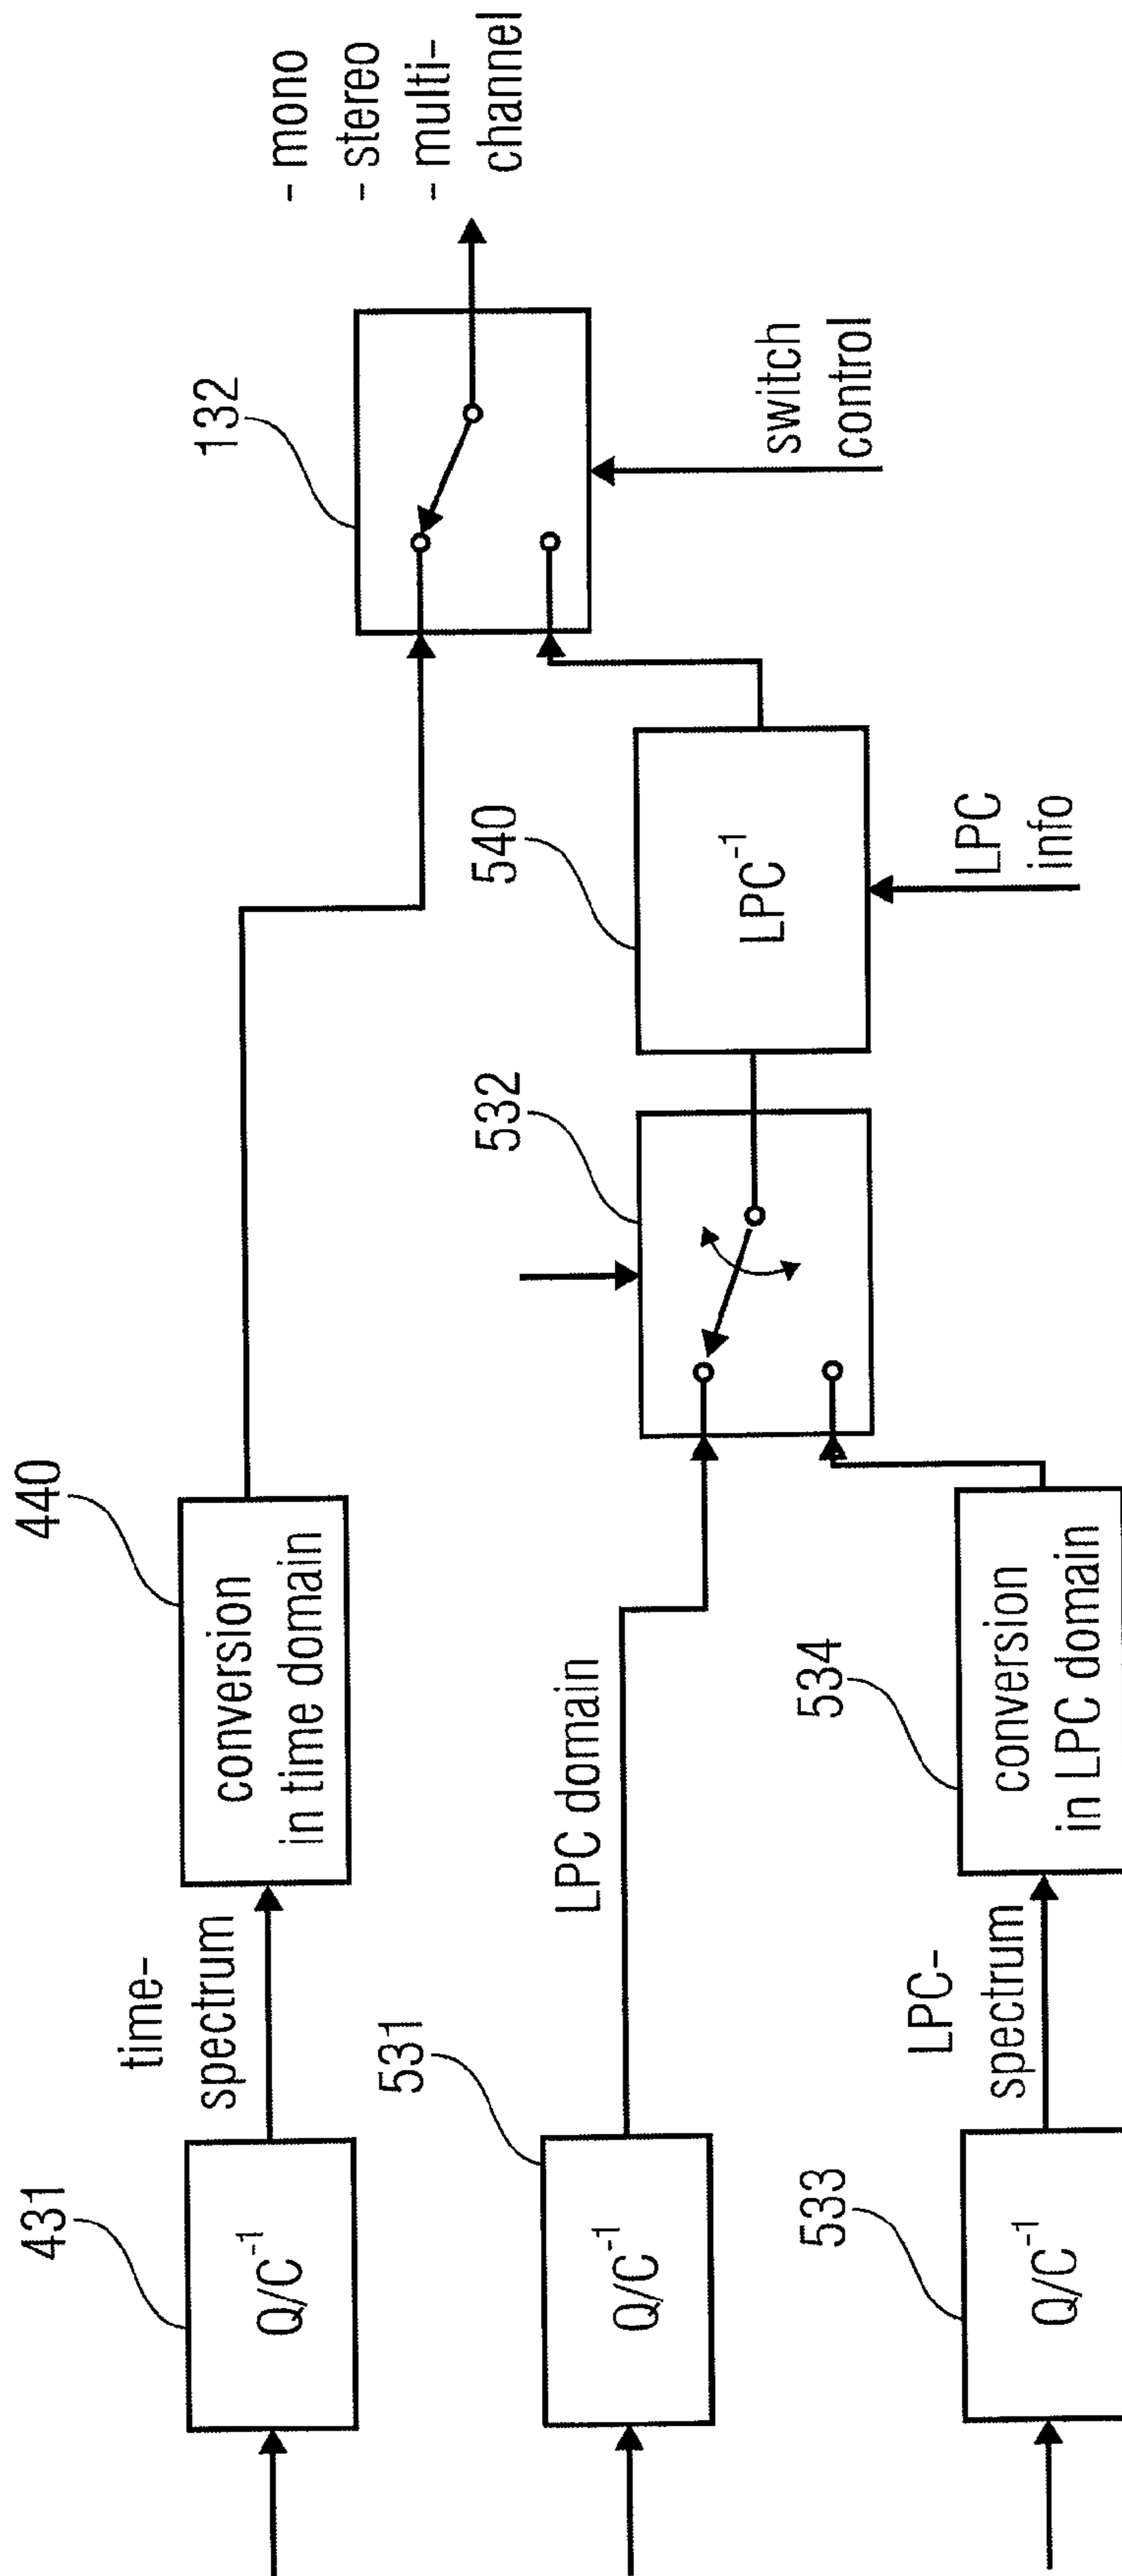 431
Q/C⁻¹
time-
spectrum
440
conversion
in time domain
132
- mono
- stereo
- multi-
channel
switch
control
531
Q/C⁻¹
LPC domain
532
540
LPC⁻¹
LPC
info
533
Q/C⁻¹
LPC-
spectrum
534
conversion
in LPC domain